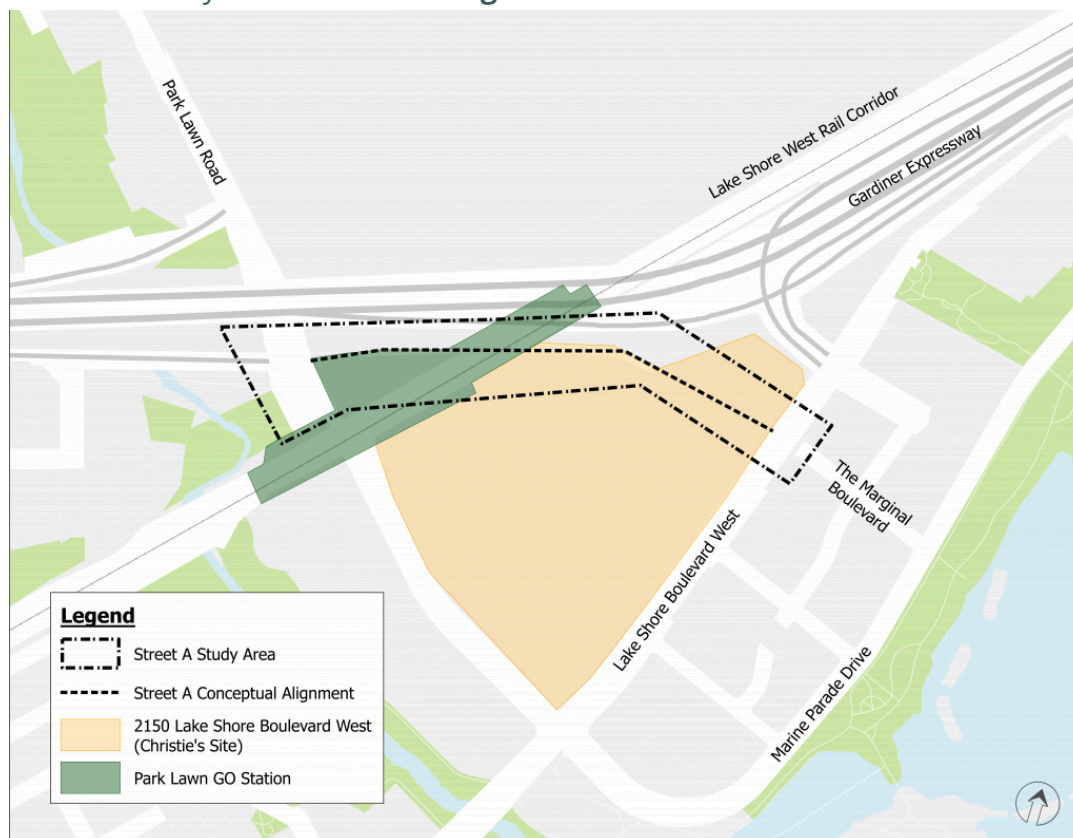 Park Lawn Road
Lake Shore West Rail Corridor
Gardiner Expressway
The Marginal
Boulevard
Lake Shore Boulevard West
Marine Parade Drive
Legend
Street A Study Area
Street A Conceptual Alignment
2150 Lake Shore Boulevard West
(Christie's Site)
Park Lawn GO Station